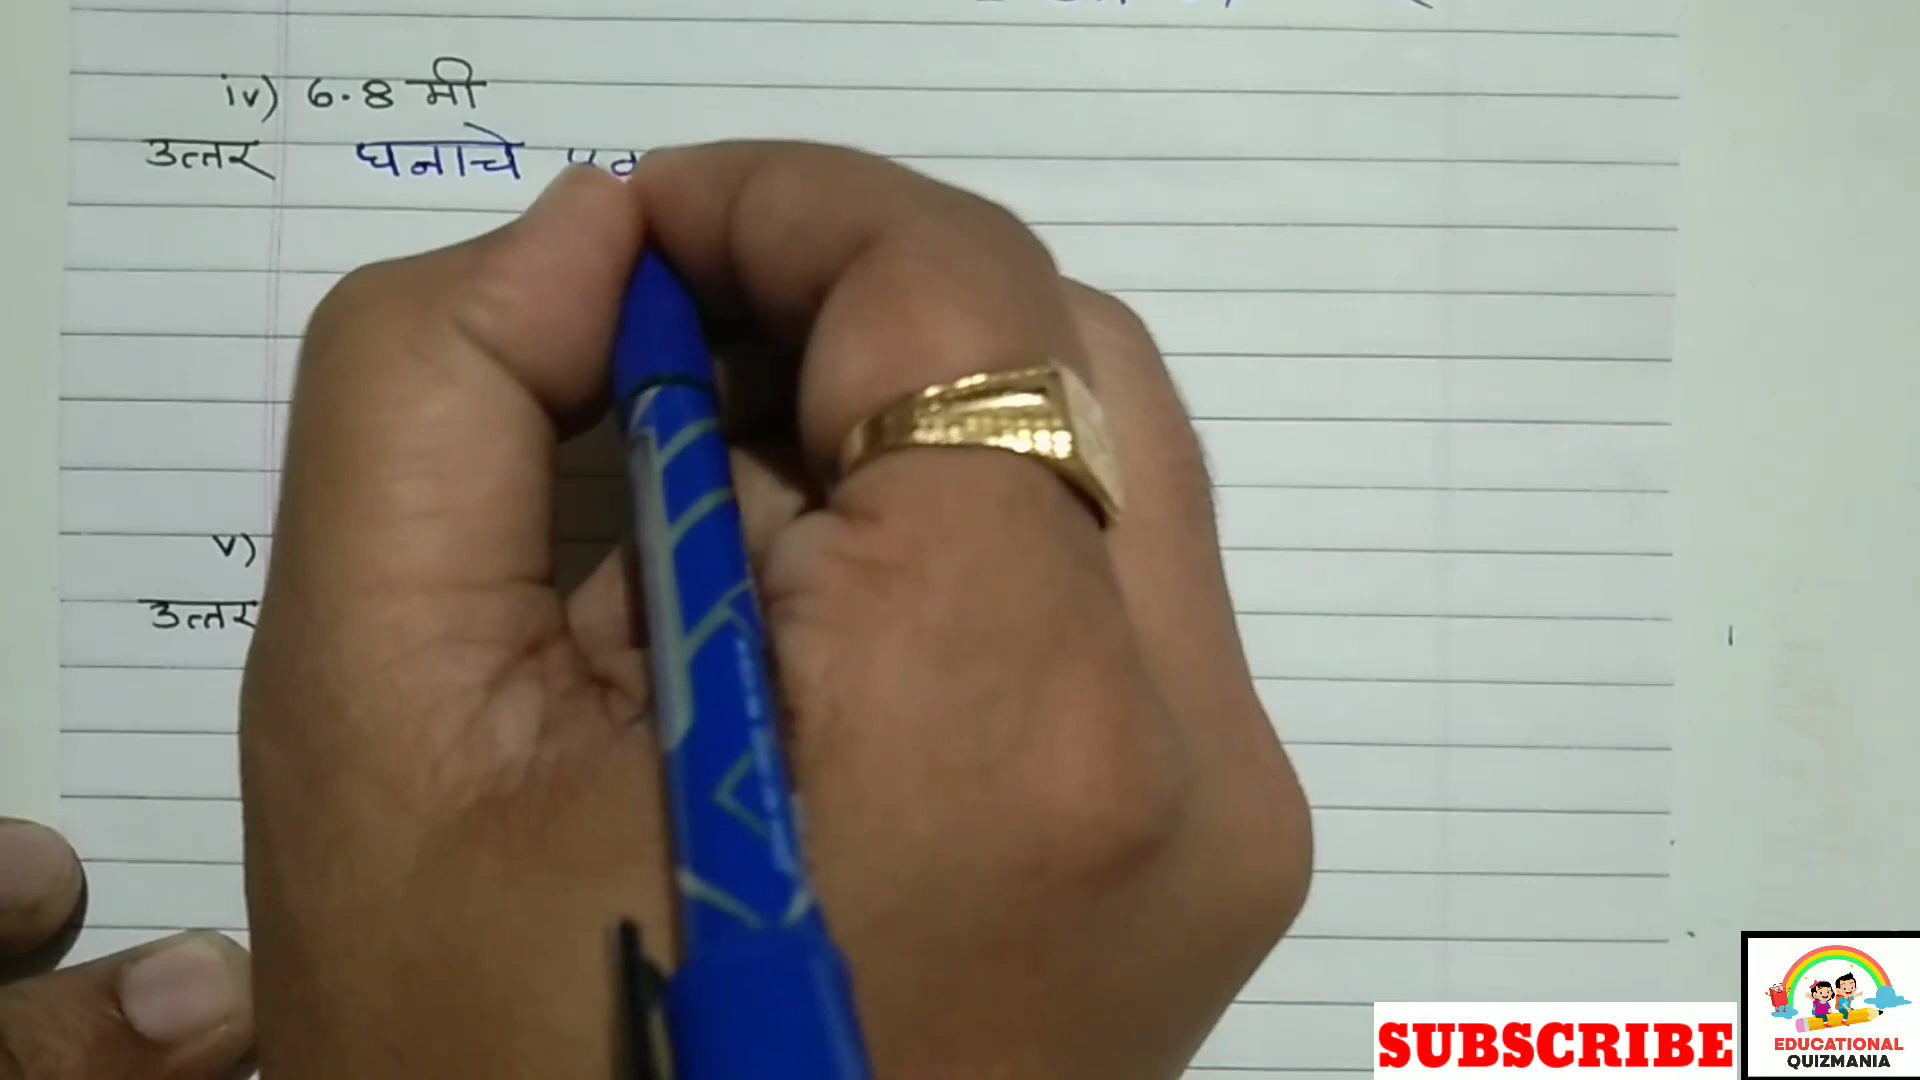 iv) 6.8 मी
उत्तर घनाचे
v)
उत्तर
SUBSCRIBE
EDUCATIONAL
QUIZMANIA